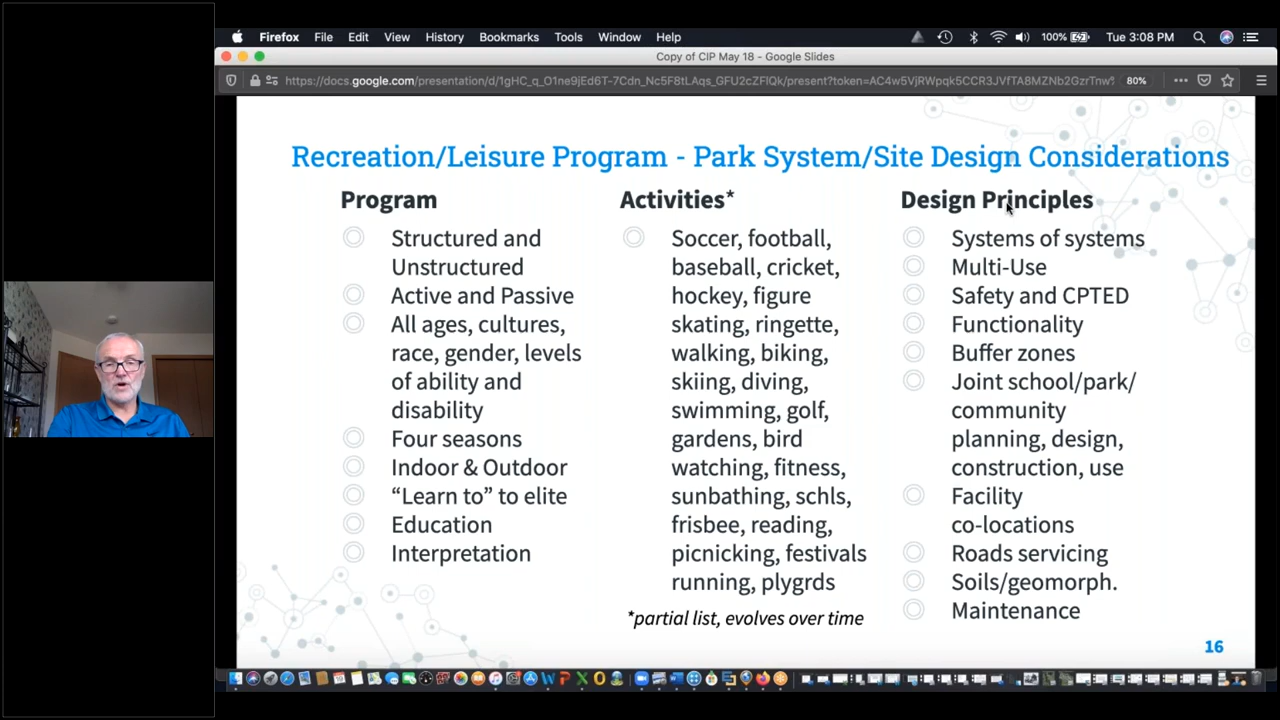 Firefox File Edit View History Bookmarks Tools Window Help 100% Tue 3:08 PM
Copy of CIP May 18 - Google Slides
80%
Recreation/Leisure Program - Park System/Site Design Considerations
Program
Structured and
Unstructured
Active and Passive
All ages, cultures,
race, gender, levels
of ability and
disability
Four seasons
Indoor & Outdoor
“Learn to” to elite
Education
Interpretation
Activities*
Soccer, football,
baseball, cricket,
hockey, figure
skating, ringette,
walking, biking,
skiing, diving,
swimming, golf,
gardens, bird
watching, fitness,
sunbathing, schls,
frisbee, reading,
picnicking, festivals
running, plygrds
*partial list, evolves over time
Design Principles
Systems of systems
Multi-Use
Safety and CPTED
Functionality
Buffer zones
Joint school/park/
community
planning, design,
construction, use
Facility
co-locations
Roads servicing
Soils/geomorph.
Maintenance
16